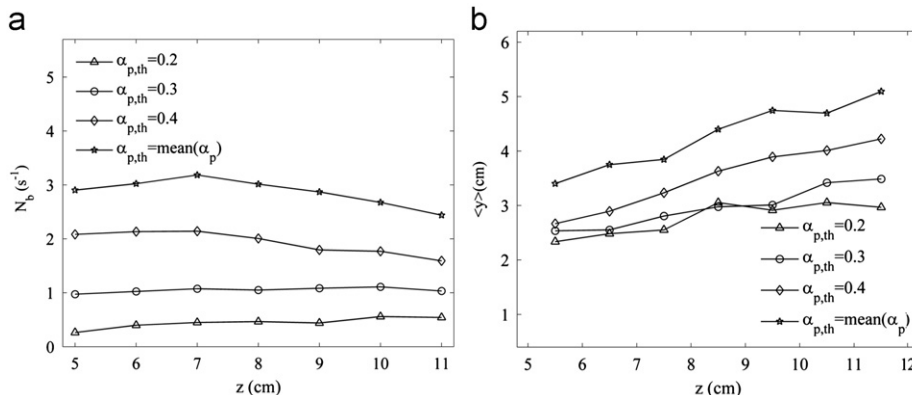 a
5
4
3
2
1
0
N_b (s^-1)
α_p,th=0.2
α_p,th=0.3
α_p,th=0.4
α_p,th=mean(α_p)
5 6 7 8 9 10 11
z (cm)
b
6
5
4
3
2
1
<y>(cm)
α_p,th=0.2
α_p,th=0.3
α_p,th=0.4
α_p,th=mean(α_p)
5 6 7 8 9 10 11 12
z (cm)